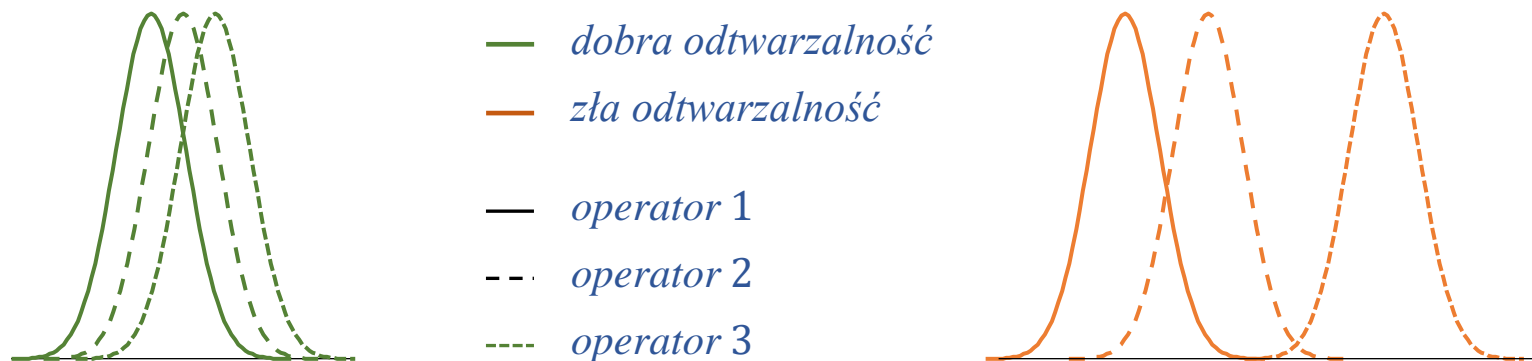 dobra odtwarzalność
zła odtwarzalność
operator 1
operator 2
operator 3